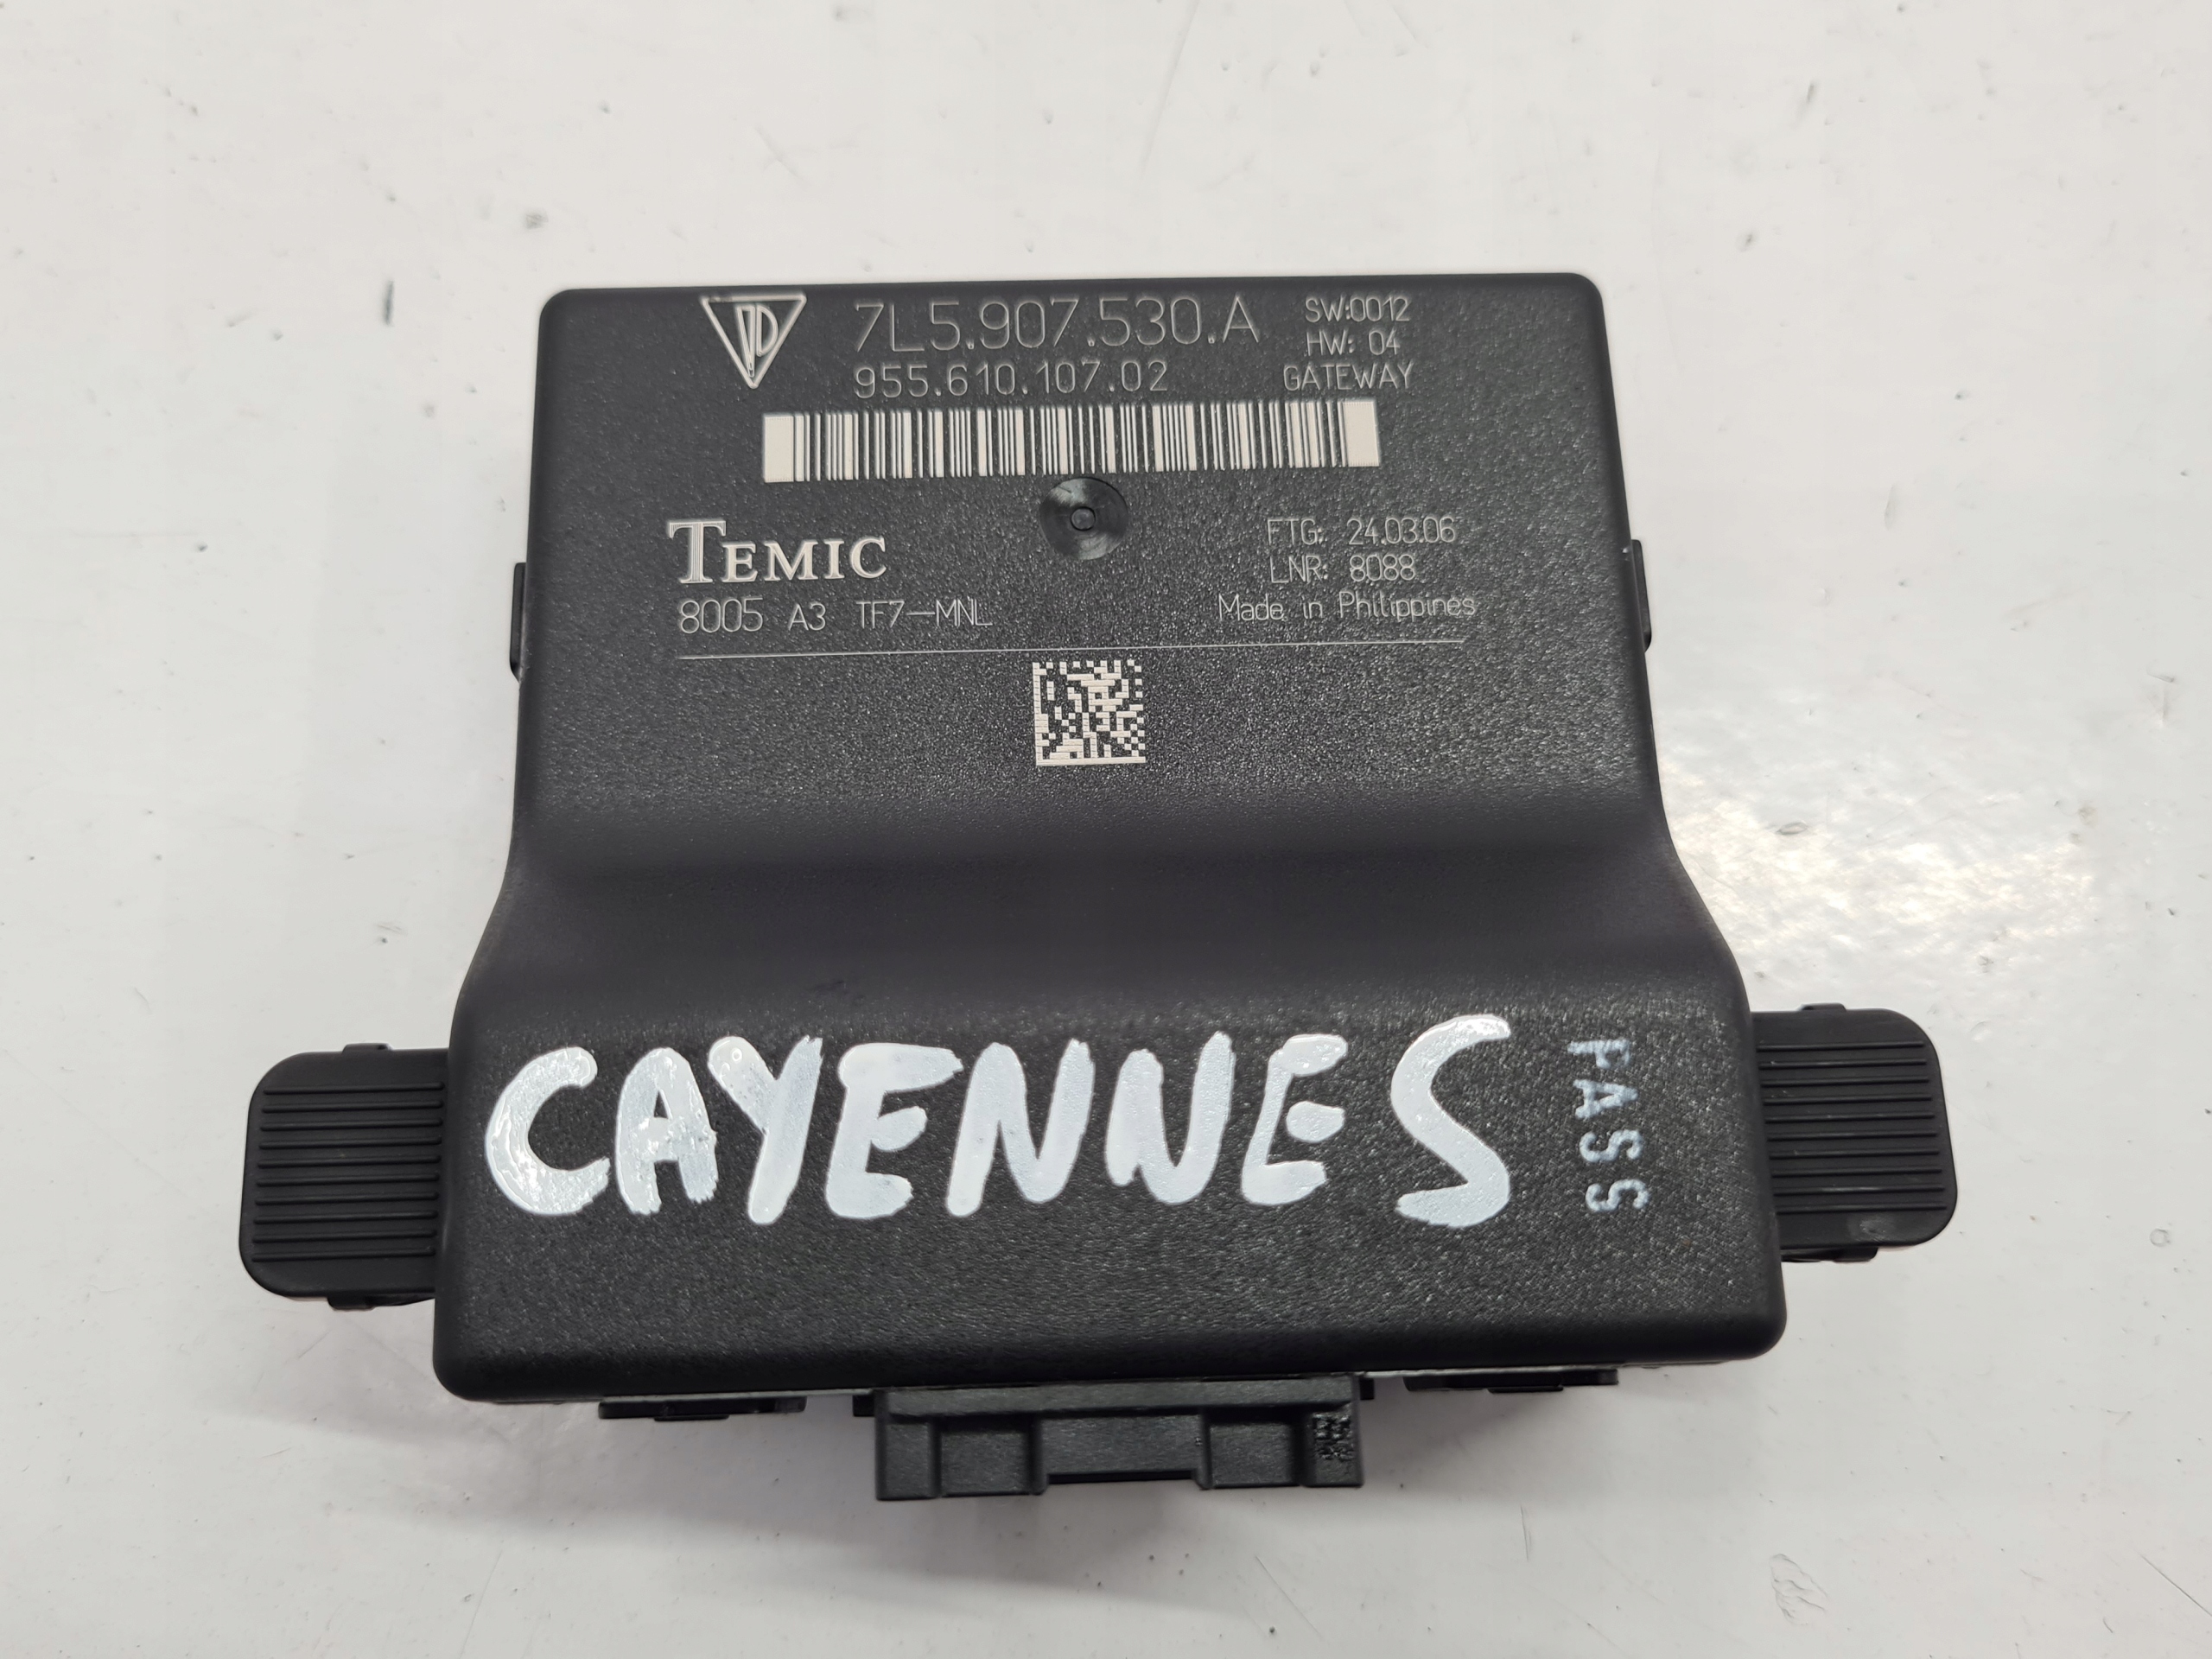 7L5.907.530.A
SW:0012
HW: 04
955.610.107.02
GATEWAY
TEMIC
8005 A3 TF7-MNL
FTG: 24.03.06
LNR: 8088
Made in Philippines
CAYENNE S
PASS